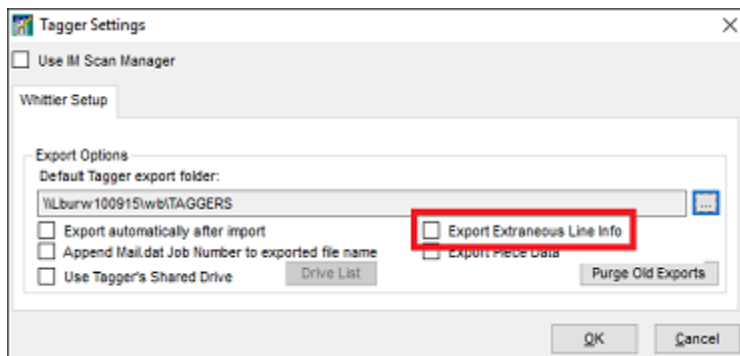 Tagger Settings
Use IM Scan Manager
Whittier Setup
Export Options
Default Tagger export folder:
\\Lburw100915\wb\TAGGERS
...
Export automatically after import
Export Extraneous Line Info
Append Mail.dat Job Number to exported file name
Export Piece Data
Use Tagger's Shared Drive
Drive List
Purge Old Exports
OK
Cancel